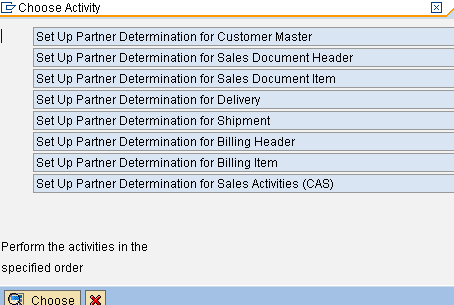 Choose Activity
Set Up Partner Determination for Customer Master
Set Up Partner Determination for Sales Document Header
Set Up Partner Determination for Sales Document Item
Set Up Partner Determination for Delivery
Set Up Partner Determination for Shipment
Set Up Partner Determination for Billing Header
Set Up Partner Determination for Billing Item
Set Up Partner Determination for Sales Activities (CAS)
Perform the activities in the
specified order
Choose